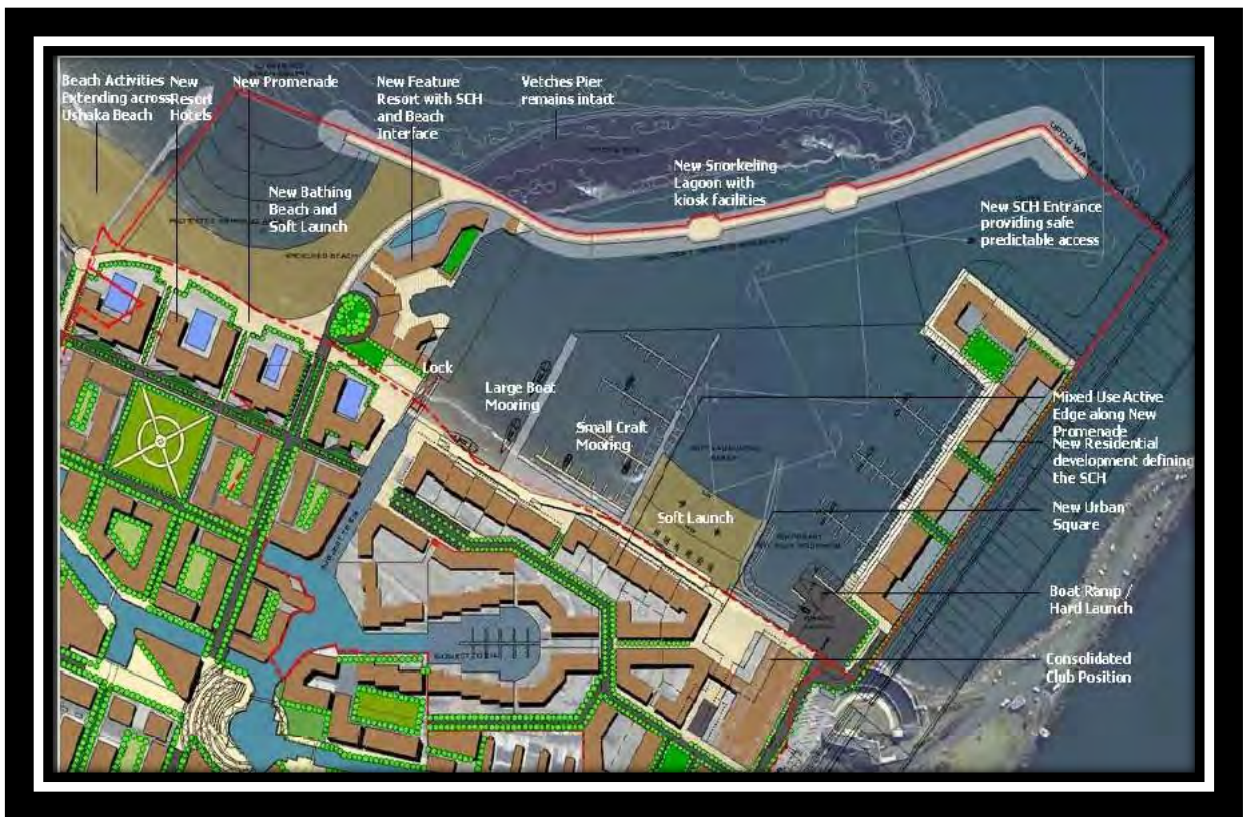 Beach Activities
Extending across
Ushaka Beach
New
Resort
Hotels
New Promenade
New Feature
Resort with SCH
and Beach
Interface
Vetches Pier
remains intact
New Bathing
Beach and
Soft Launch
New Snorkeling
Lagoon with
kiosk facilities
New SCH Entrance
providing safe
predictable access
Lock
Large Boat
Mooring
Small Craft
Mooring
Soft Launch
Mixed Use Active
Edge along New
Promenade
New Residential
development defining
the SCH
New Urban
Square
Boat Ramp /
Hard Launch
Consolidated
Club Position